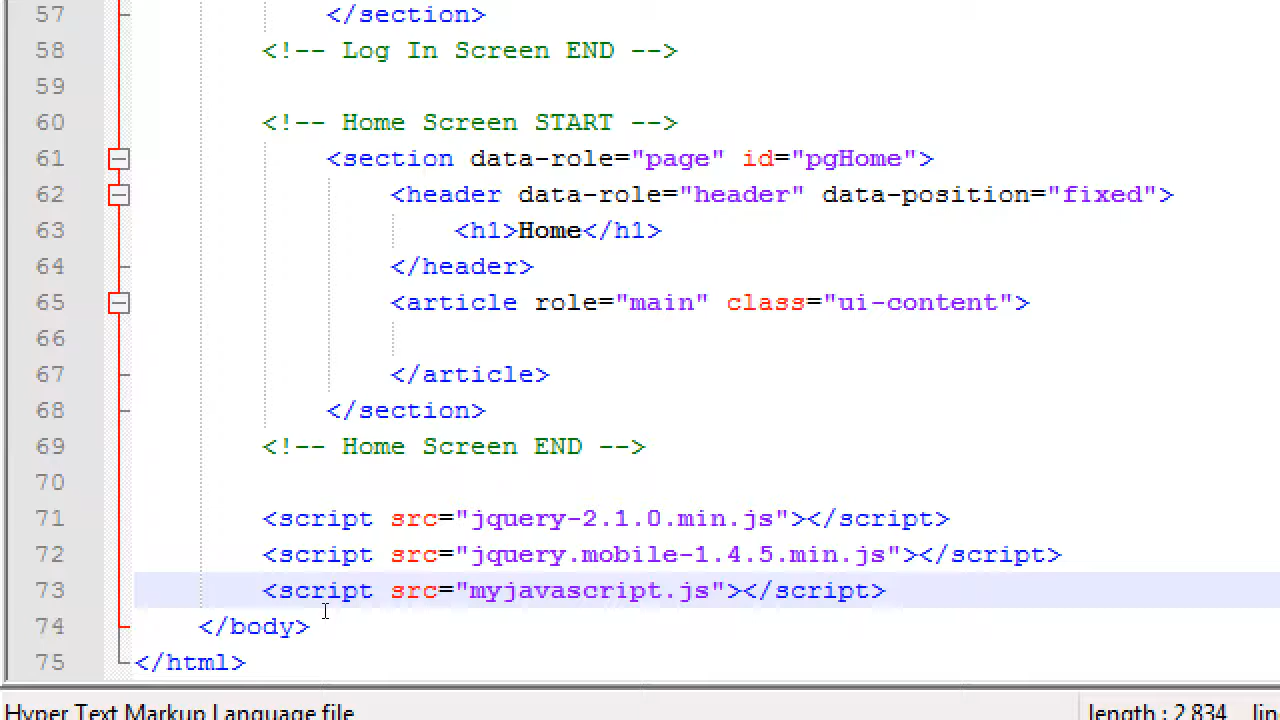 57 </section>
58 <!-- Log In Screen END -->
59
60 <!-- Home Screen START -->
61 <section data-role="page" id="pgHome">
62 <header data-role="header" data-position="fixed">
63 <h1>Home</h1>
64 </header>
65 <article role="main" class="ui-content">
66
67 </article>
68 </section>
69 <!-- Home Screen END -->
70
71 <script src="jquery-2.1.0.min.js"></script>
72 <script src="jquery.mobile-1.4.5.min.js"></script>
73 <script src="myjavascript.js"></script>
74 </body>
75 </html>
Hyper Text Markup Language file length : 2,834 lin